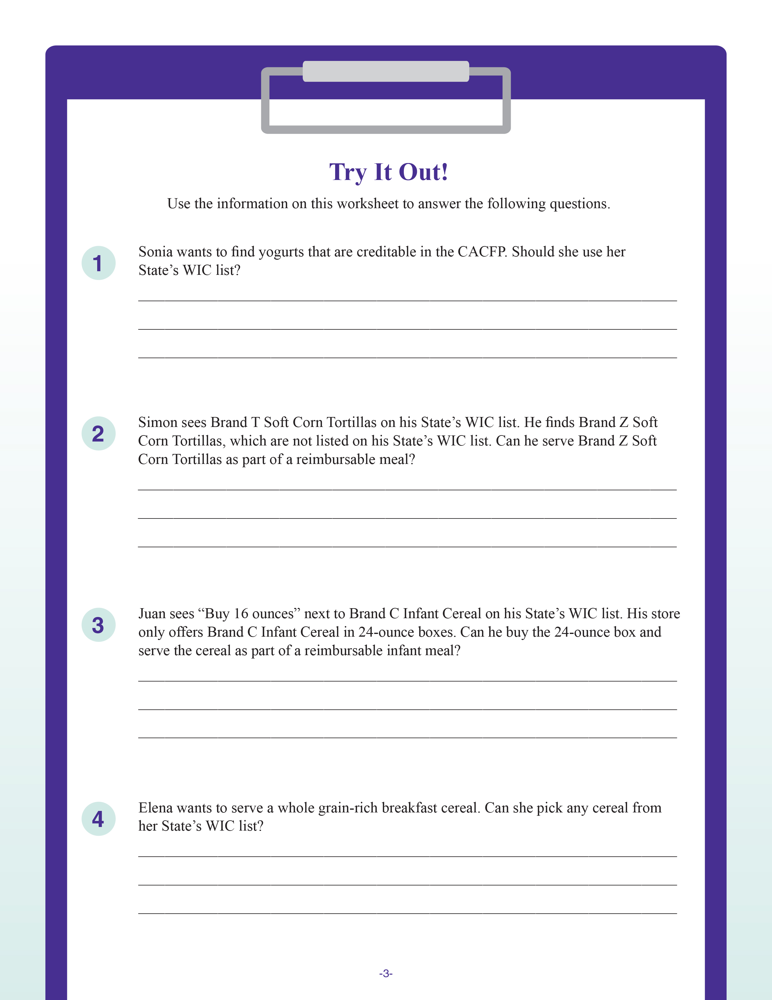 Try It Out!
Use the information on this worksheet to answer the following questions.
1
Sonia wants to find yogurts that are creditable in the CACFP. Should she use her
State’s WIC list?
2
Simon sees Brand T Soft Corn Tortillas on his State’s WIC list. He finds Brand Z Soft
Corn Tortillas, which are not listed on his State’s WIC list. Can he serve Brand Z Soft
Corn Tortillas as part of a reimbursable meal?
3
Juan sees “Buy 16 ounces” next to Brand C Infant Cereal on his State’s WIC list. His store
only offers Brand C Infant Cereal in 24-ounce boxes. Can he buy the 24-ounce box and
serve the cereal as part of a reimbursable infant meal?
4
Elena wants to serve a whole grain-rich breakfast cereal. Can she pick any cereal from
her State’s WIC list?
-3-